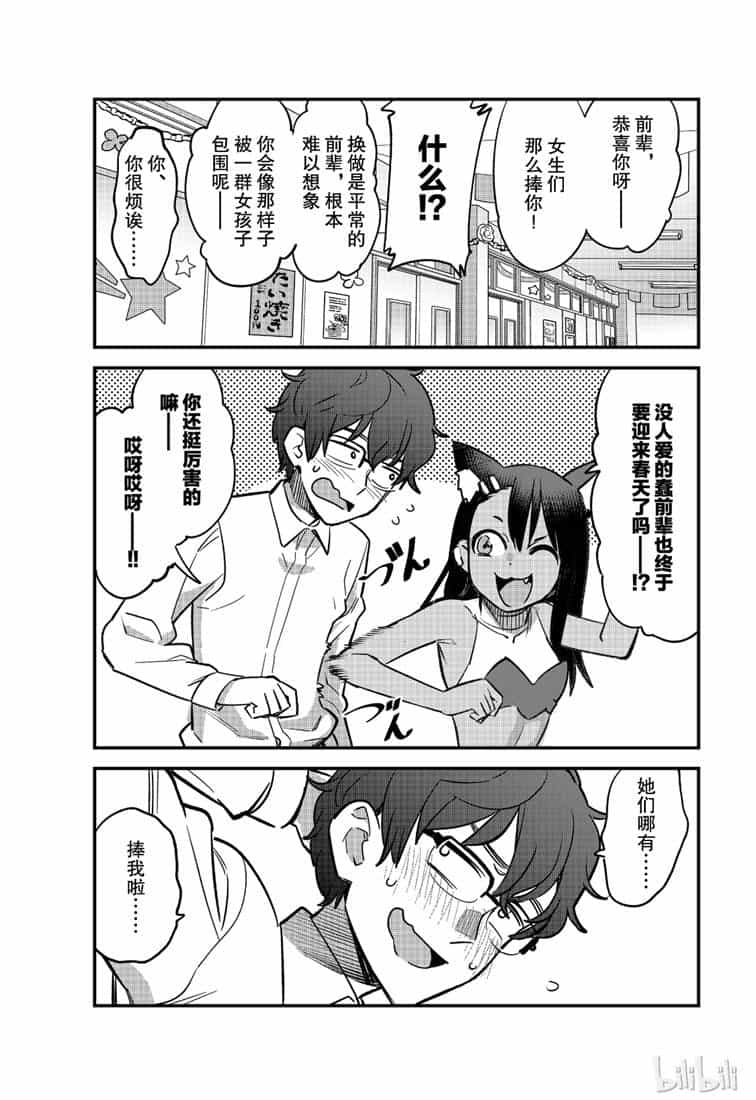 前辈，
恭喜你呀——
女生们
那么捧你！
什么!?
换做是平常的
前辈，根本
难以想象
你会像那样子
被一群女孩子
包围呢——
你、
你很烦诶……
たい焼き
100N
没人爱的蠢前辈也终于
要迎来春天了吗——!?
你还挺厉害的
嘛——
哎呀哎呀——!!
ぶん
ぶん
她们哪有……
捧我啦……
bilibili